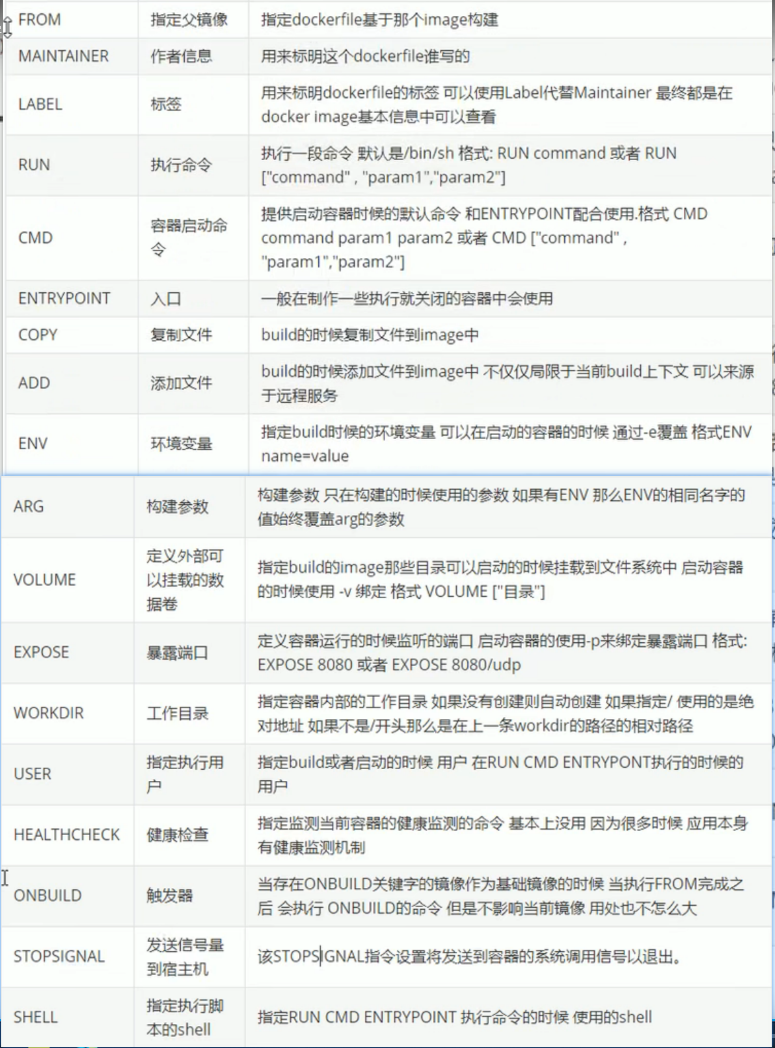 FROM 指定父镜像 指定dockerfile基于那个image构建
MAINTAINER 作者信息 用来标明这个dockerfile谁写的
LABEL 标签 用来标明dockerfile的标签 可以使用Label代替Maintainer 最终都是在
docker image基本信息中可以查看
RUN 执行命令 执行一段命令 默认是/bin/sh 格式: RUN command 或者 RUN
["command" , "param1","param2"]
CMD 容器启动命
令 提供启动容器时候的默认命令 和ENTRYPOINT配合使用.格式 CMD
command param1 param2 或者 CMD ["command" ,
"param1","param2"]
ENTRYPOINT 入口 一般在制作一些执行就关闭的容器中会使用
COPY 复制文件 build的时候复制文件到image中
ADD 添加文件 build的时候添加文件到image中 不仅仅局限于当前build上下文 可以来源
于远程服务
ENV 环境变量 指定build时候的环境变量 可以在启动的容器的时候 通过-e覆盖 格式ENV
name=value
ARG 构建参数 构建参数 只在构建的时候使用的参数 如果有ENV 那么ENV的相同名字的
值始终覆盖arg的参数
VOLUME 定义外部可
以挂载的数
据卷 指定build的image那些目录可以启动的时候挂载到文件系统中 启动容器
的时候使用 -v 绑定 格式 VOLUME ["目录"]
EXPOSE 暴露端口 定义容器运行的时候监听的端口 启动容器的使用-p来绑定暴露端口 格式:
EXPOSE 8080 或者 EXPOSE 8080/udp
WORKDIR 工作目录 指定容器内部的工作目录 如果没有创建则自动创建 如果指定/ 使用的是绝
对地址 如果不是/开头那么是在上一条workdir的路径的相对路径
USER 指定执行用
户 指定build或者启动的时候 用户 在RUN CMD ENTRYPONT执行的时候的
用户
HEALTHCHECK 健康检查 指定监测当前容器的健康监测的命令 基本上没用 因为很多时候 应用本身
有健康监测机制
ONBUILD 触发器 当存在ONBUILD关键字的镜像作为基础镜像的时候 当执行FROM完成之
后 会执行 ONBUILD的命令 但是不影响当前镜像 用处也不怎么大
STOPSIGNAL 发送信号量
到宿主机 该STOPSIGNAL指令设置将发送到容器的系统调用信号以退出。
SHELL 指定执行脚
本的shell 指定RUN CMD ENTRYPOINT 执行命令的时候 使用的shell